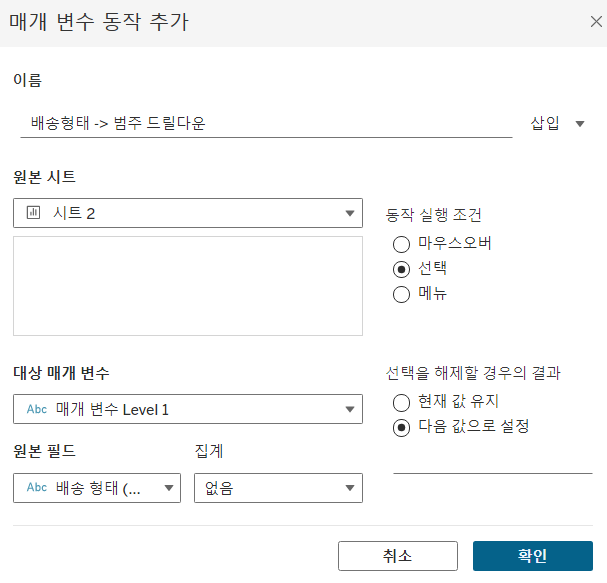 매개 변수 동작 추가
이름
배송형태 -> 범주 드릴다운
삽입
원본 시트
시트 2
동작 실행 조건
마우스오버
선택
메뉴
대상 매개 변수
Abc 매개 변수 Level 1
선택을 해제할 경우의 결과
현재 값 유지
다음 값으로 설정
원본 필드
집계
Abc 배송 형태 (...
없음
취소
확인